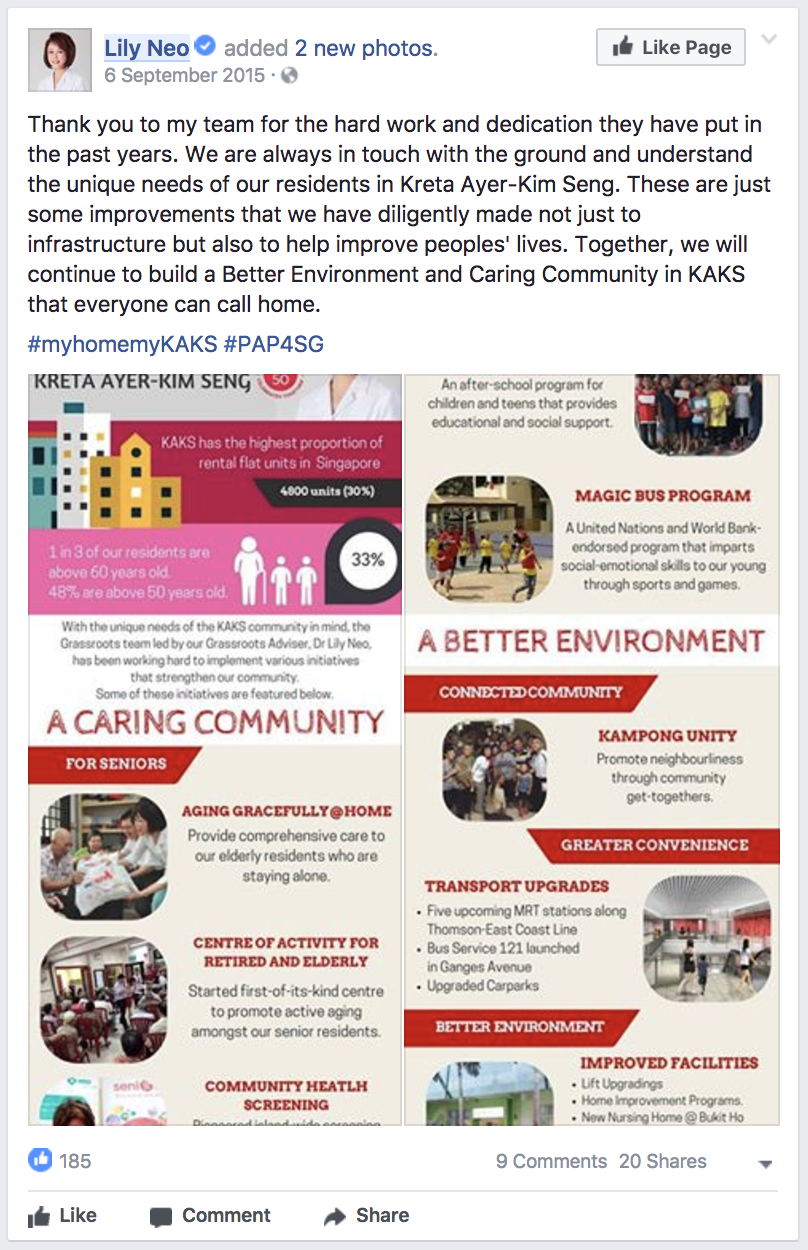 Lily Neo added 2 new photos.
6 September 2015 ·
Like Page
Thank you to my team for the hard work and dedication they have put in
the past years. We are always in touch with the ground and understand
the unique needs of our residents in Kreta Ayer-Kim Seng. These are just
some improvements that we have diligently made not just to
infrastructure but also to help improve peoples' lives. Together, we will
continue to build a Better Environment and Caring Community in KAKS
that everyone can call home.
#myhomemyKAKS #PAP4SG
KRETA AYER-KIM SENG
50
KAKS has the highest proportion of
rental flat units in Singapore
4800 units (30%)
1 in 3 of our residents are
above 60 years old.
48% are above 50 years old.
33%
With the unique needs of the KAKS community in mind, the
Grassroots team led by our Grassroots Adviser, Dr Lily Neo,
has been working hard to implement various initiatives
that strengthen our community.
Some of these initiatives are featured below.
A CARING COMMUNITY
FOR SENIORS
AGING GRACEFULLY@HOME
Provide comprehensive care to
our elderly residents who are
staying alone.
CENTRE OF ACTIVITY FOR
RETIRED AND ELDERLY
Started first-of-its-kind centre
to promote active aging
amongst our senior residents.
COMMUNITY HEATLH
SCREENING
Pioneered island-wide screening
An after-school program for
children and teens that provides
educational and social support.
MAGIC BUS PROGRAM
A United Nations and World Bank-
endorsed program that imparts
social-emotional skills to our young
through sports and games.
A BETTER ENVIRONMENT
CONNECTED COMMUNITY
KAMPONG UNITY
Promote neighbourliness
through community
get-togethers.
GREATER CONVENIENCE
TRANSPORT UPGRADES
• Five upcoming MRT stations along
Thomson-East Coast Line
• Bus Service 121 launched
in Ganges Avenue
• Upgraded Carparks
BETTER ENVIRONMENT
IMPROVED FACILITIES
• Lift Upgradings
• Home Improvement Programs.
• New Nursing Home @ Bukit Ho
185
9 Comments 20 Shares
Like
Comment
Share